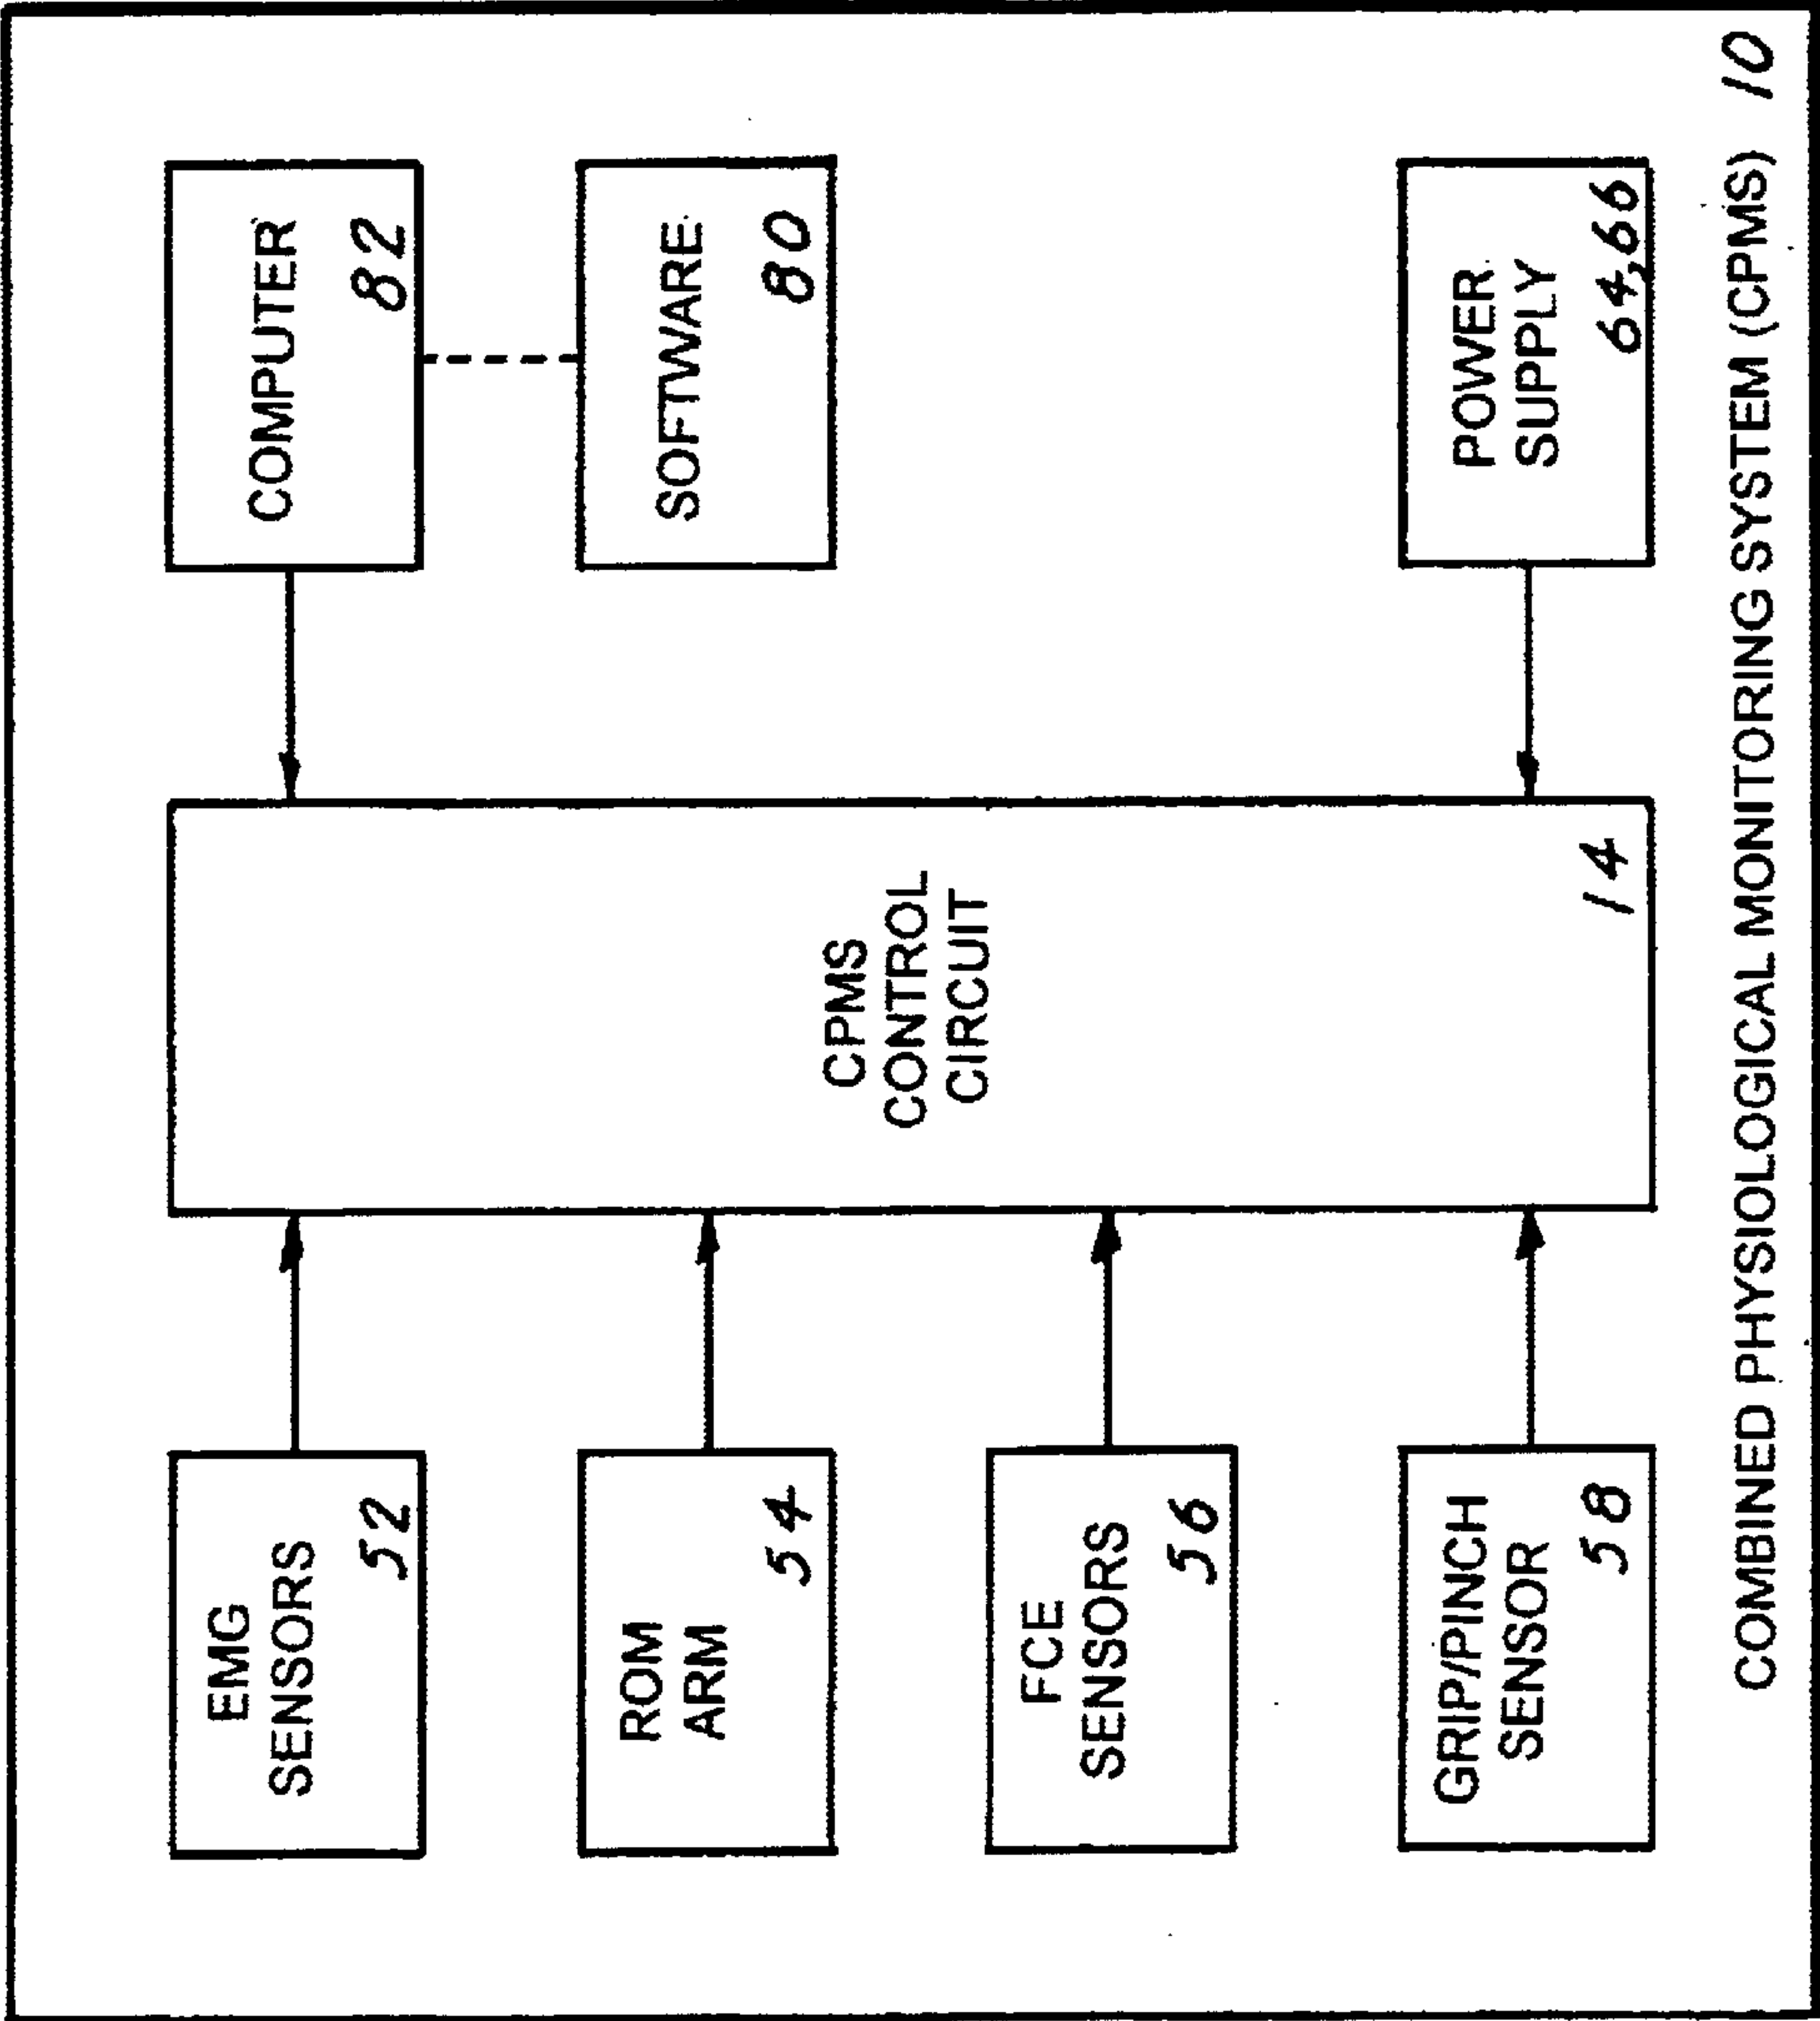 EMG
SENSORS
52
ROM
ARM
54
FCE
SENSORS
56
GRIP/PINCH
SENSOR
58
CPMS
CONTROL
CIRCUIT
14
COMPUTER
82
SOFTWARE
80
POWER
SUPPLY
64,66
COMBINED PHYSIOLOGICAL MONITORING SYSTEM (CPMS) 10